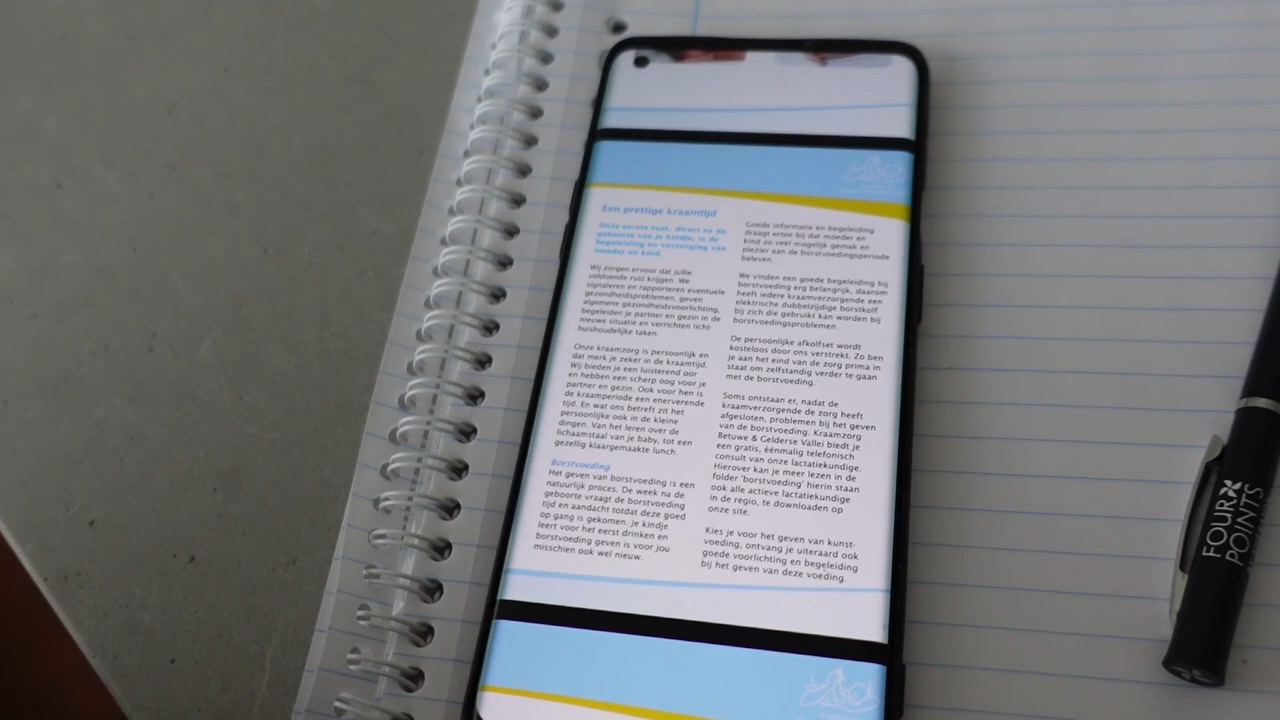 Een prettige kraamtijd
Deze eerste taak, direct na de
geboorte van je kindje, is de
begeleiding en verzorging van
moeder en kind.
Wij zorgen ervoor dat jullie
voldoende rust krijgen. We
signaleren en rapporteren eventuele
gezondheidsproblemen, geven
algemene gezondheidsvoorlichting,
begeleiden je partner en gezin in de
nieuwe situatie en verrichten licht
huishoudelijke taken.
Onze kraamzorg is persoonlijk en
dat merk je zeker in de kraamtijd.
Wij bieden je een luisterend oor
en hebben een scherp oog voor je
partner en gezin. Ook voor hen is
de kraamperiode een enerverende
tijd. En wat ons betreft zit het
persoonlijke ook in de kleine
dingen. Van het leren over de
lichaamstaal van je baby, tot een
gezellig klaargemaakte lunch.
Borstvoeding
Het geven van borstvoeding is een
natuurlijk proces. De week na de
geboorte vraagt de borstvoeding
tijd en aandacht totdat deze goed
op gang is gekomen. Je kindje
leert voor het eerst drinken en
borstvoeding geven is voor jou
misschien ook wel nieuw.
Goede informatie en begeleiding
draagt ertoe bij dat moeder en
kind zo veel mogelijk gemak en
plezier aan de borstvoedingsperiode
beleven.
We vinden een goede begeleiding bij
borstvoeding erg belangrijk, daarom
heeft iedere kraamverzorgende een
elektrische dubbelzijdige borstkolf
bij zich die gebruikt kan worden bij
borstvoedingsproblemen.
De persoonlijke afkolfset wordt
kosteloos door ons verstrekt. Zo ben
je aan het eind van de zorg prima in
staat om zelfstandig verder te gaan
met de borstvoeding.
Soms ontstaan er, nadat de
kraamverzorgende de zorg heeft
afgesloten, problemen bij het geven
van de borstvoeding. Kraamzorg
Betuwe & Gelderse Vallei biedt je
een gratis, éénmalig telefonisch
consult van onze lactatiekundige.
Hierover kan je meer lezen in de
folder 'borstvoeding' hierin staan
ook alle actieve lactatiekundige
in de regio, te downloaden op
onze site.
Kies je voor het geven van kunst-
voeding, ontvang je uiteraard ook
goede voorlichting en begeleiding
bij het geven van deze voeding.
FOUR
POINTS